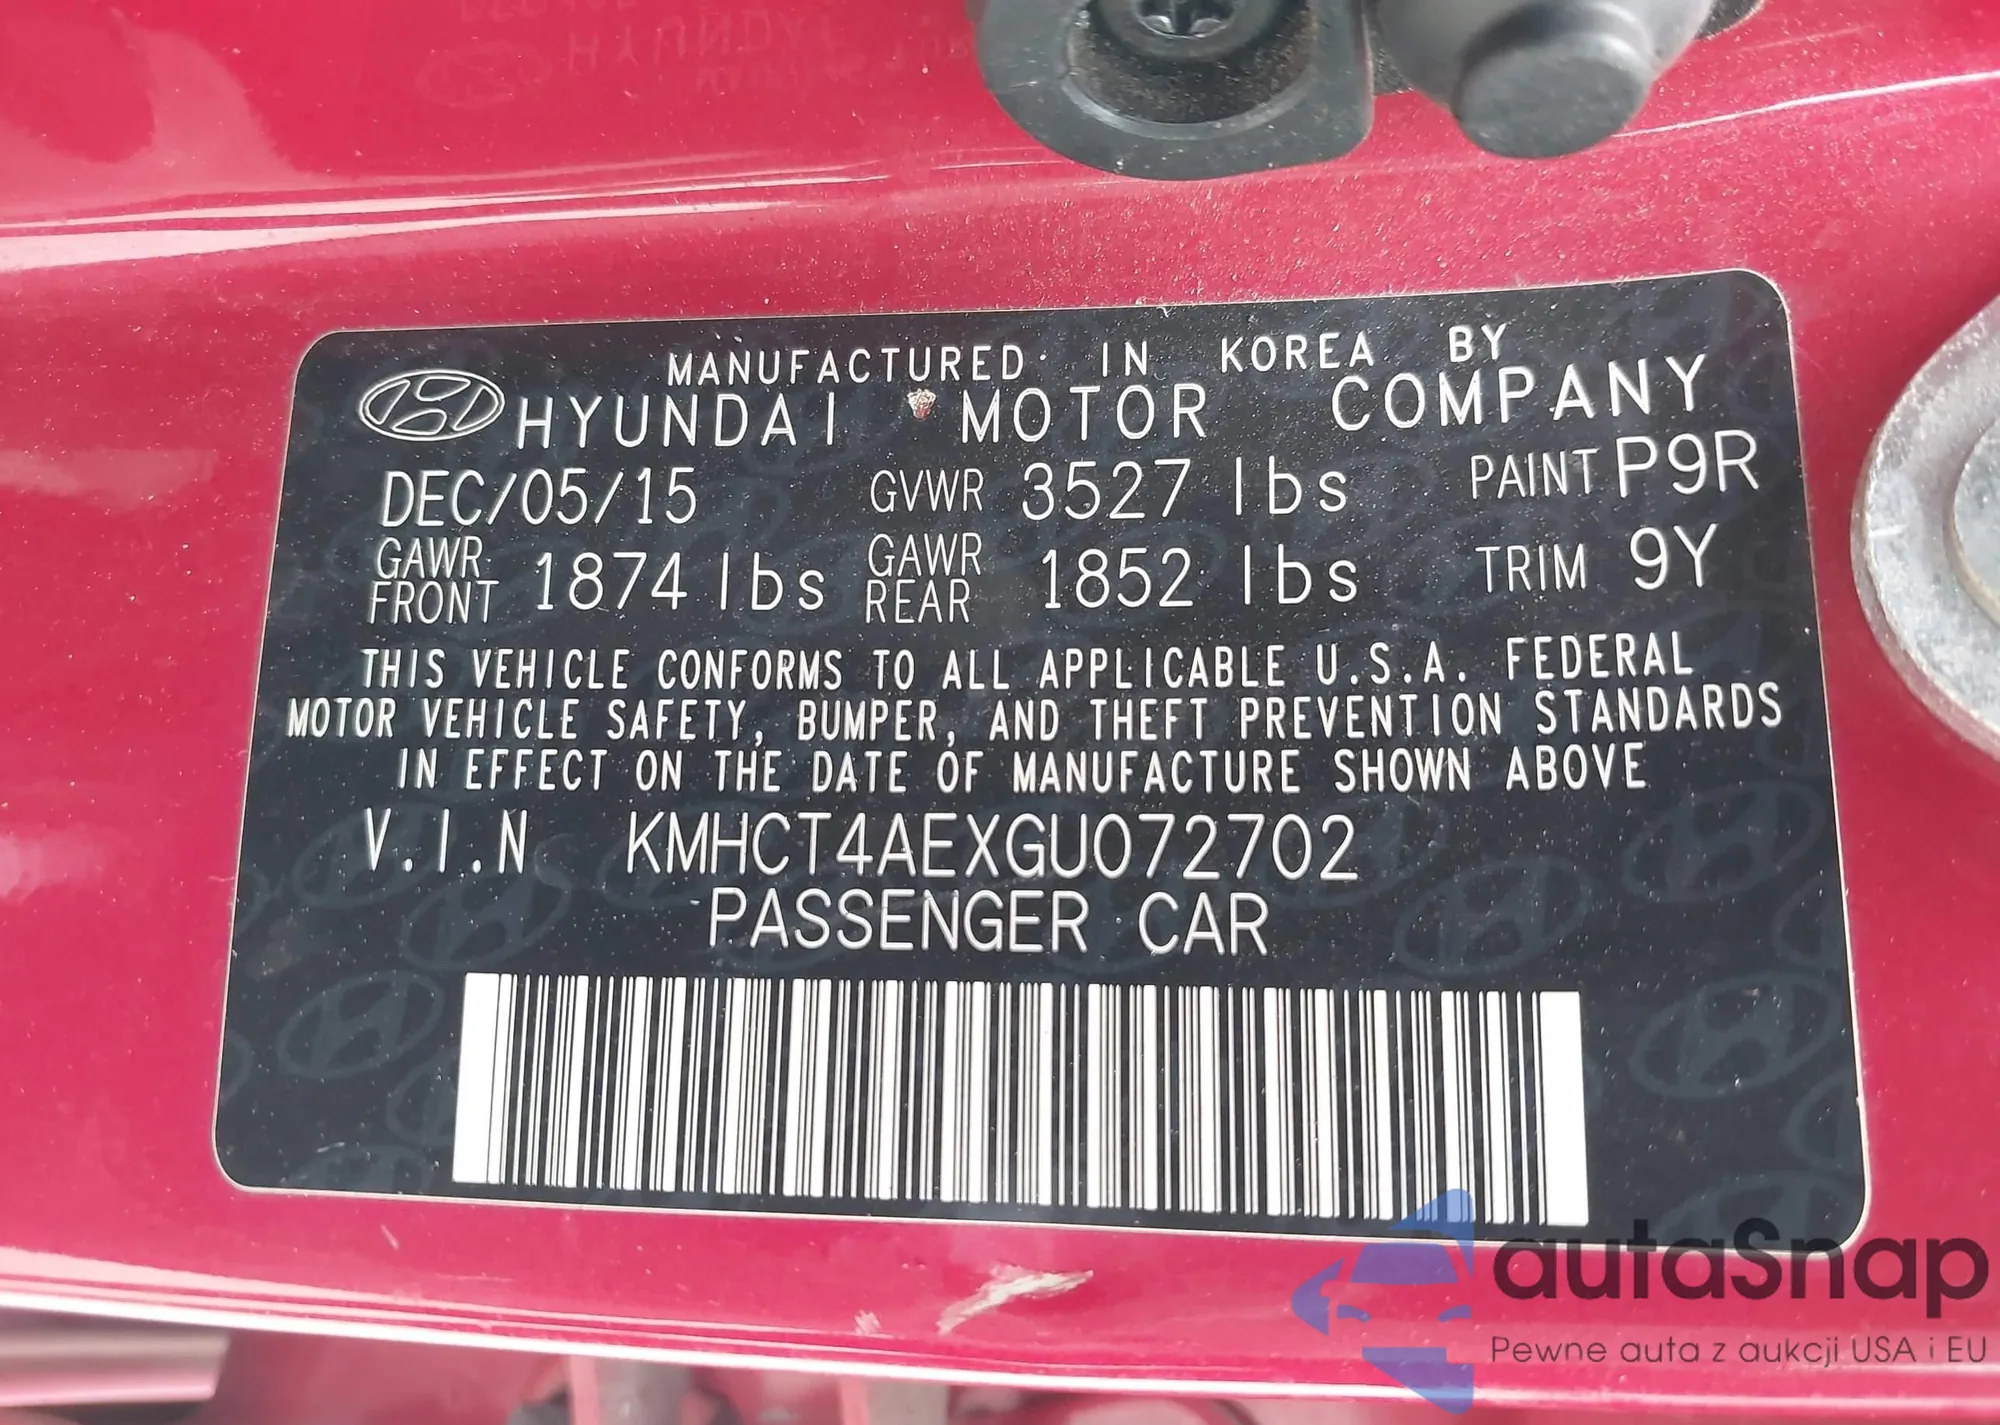 MANUFACTURED IN KOREA BY
HYUNDAI MOTOR COMPANY
DEC/05/15 GVWR 3527 lbs PAINT P9R
GAWR FRONT 1874 lbs GAWR REAR 1852 lbs TRIM 9Y
THIS VEHICLE CONFORMS TO ALL APPLICABLE U.S.A. FEDERAL
MOTOR VEHICLE SAFETY, BUMPER, AND THEFT PREVENTION STANDARDS
IN EFFECT ON THE DATE OF MANUFACTURE SHOWN ABOVE
V.I.N KMHCT4AEXGU072702
PASSENGER CAR
autaSnap
Pewne auta z aukcji USA i EU